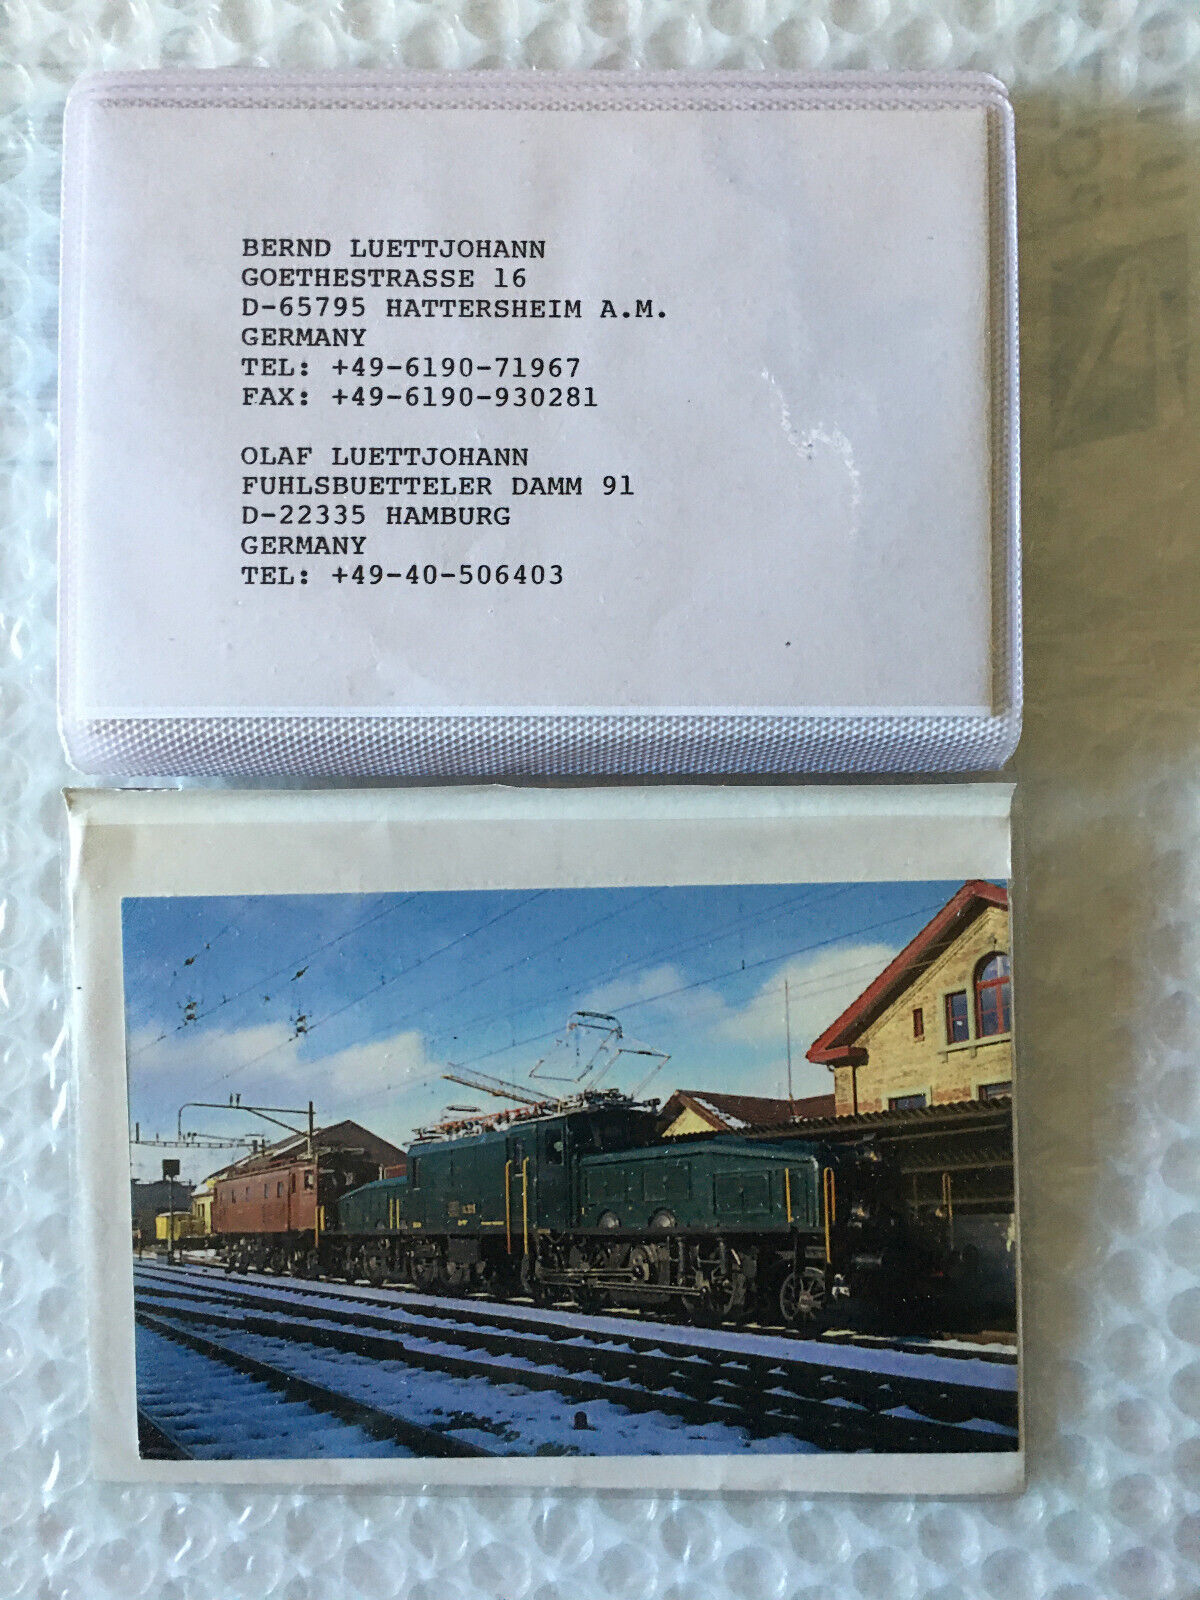 BERND LUETTJOHANN
GOETHESTRASSE 16
D-65795 HATTERSHEIM A.M.
GERMANY
TEL: +49-6190-71967
FAX: +49-6190-930281
OLAF LUETTJOHANN
FUHLSBUETTELER DAMM 91
D-22335 HAMBURG
GERMANY
TEL: +49-40-506403